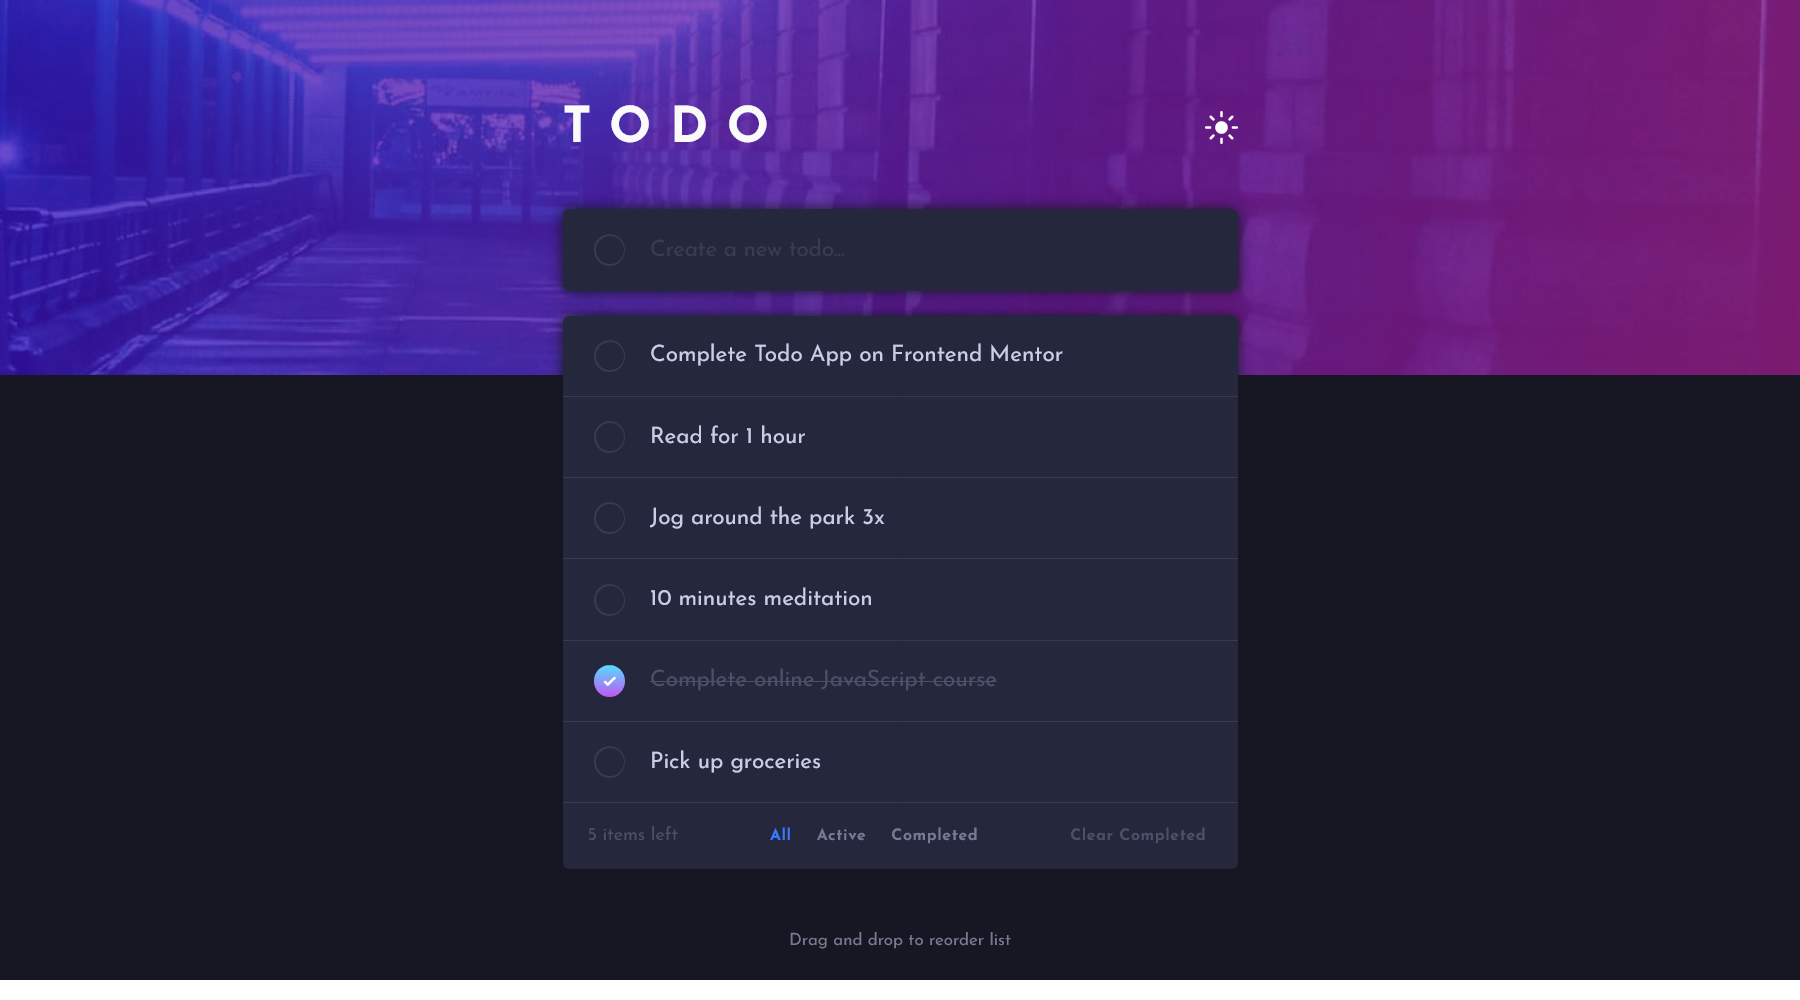 TODO
Create a new todo...
Complete Todo App on Frontend Mentor
Read for 1 hour
Jog around the park 3x
10 minutes meditation
Complete online JavaScript course
Pick up groceries
5 items left All Active Completed Clear Completed
Drag and drop to reorder list